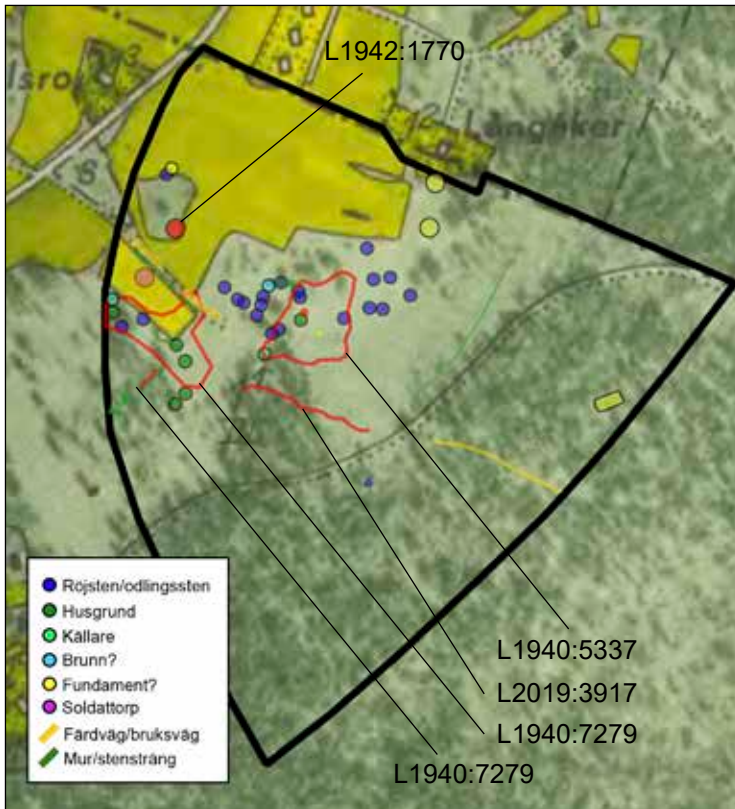 L1942:1770
Långåker
Röjsten/odlingssten
Husgrund
Källare
Brunn?
Fundament?
Soldattorp
Färdväg/bruksväg
Mur/stensträng
L1940:5337
L2019:3917
L1940:7279
L1940:7279